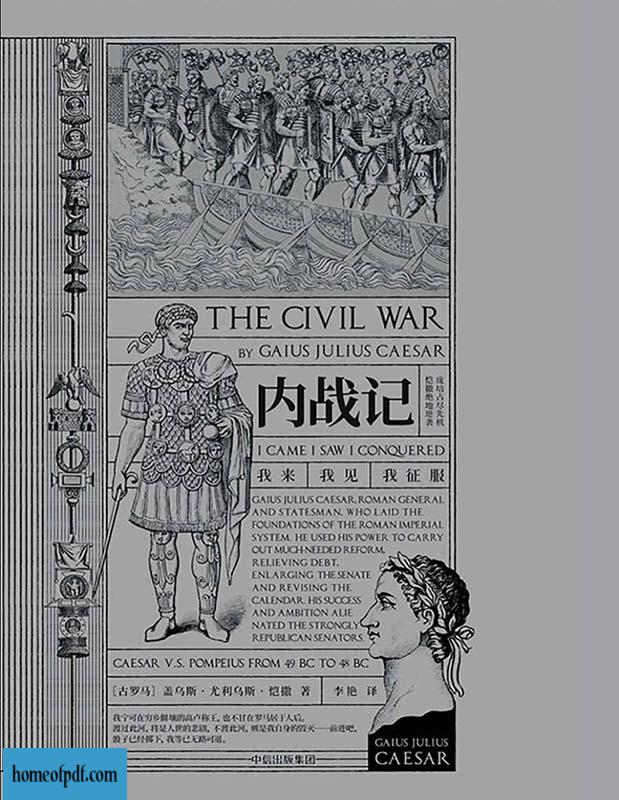 THE CIVIL WAR
BY GAIUS JULIUS CAESAR
内战记
庞培占尽先机
恺撒绝地逆袭
I CAME I SAW I CONQUERED
我来 我见 我征服
GAIUS JULIUS CAESAR, ROMAN GENERAL
AND STATESMAN, WHO LAID THE
FOUNDATIONS OF THE ROMAN IMPERIAL
SYSTEM. HE USED HIS POWER TO CARRY
OUT MUCH-NEEDED REFORM,
RELIEVING DEBT,
ENLARGING THE SENATE
AND REVISING THE
CALENDAR. HIS SUCCESS
AND AMBITION ALIE
NATED THE STRONGLY
REPUBLICAN SENATORS.
CAESAR V.S. POMPEIUS FROM 49 BC TO 48 BC
[古罗马] 盖乌斯·尤利乌斯·恺撒 著 李艳 译
我宁可在穷乡僻壤的高卢称王，也不甘在罗马居于人后。
渡过此河，将是人世的悲剧，不渡此河，则是我自身的毁灭……前进吧，
骰子已经掷下，我等已无路可退。
中信出版集团
GAIUS JULIUS
CAESAR
homeofpdf.com